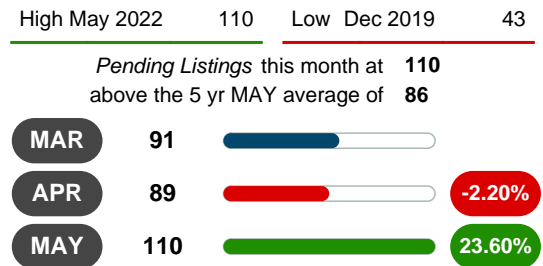 High May 2022 110 Low Dec 2019 43
Pending Listings this month at 110
above the 5 yr MAY average of 86
MAR 91
APR 89 -2.20%
MAY 110 23.60%